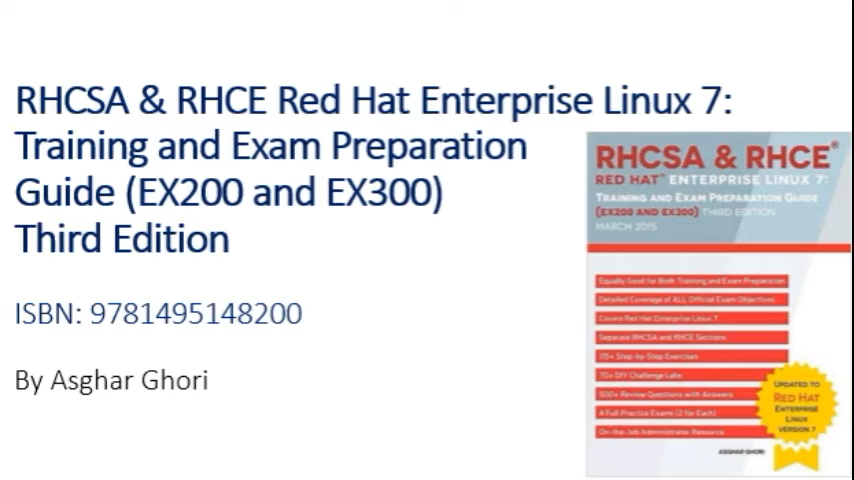 RHCSA & RHCE Red Hat Enterprise Linux 7:
Training and Exam Preparation
Guide (EX200 and EX300)
Third Edition
ISBN: 9781495148200
By Asghar Ghori
RHCSA & RHCE®
RED HAT® ENTERPRISE LINUX 7:
TRAINING AND EXAM PREPARATION GUIDE
(EX200 AND EX300) THIRD EDITION
MARCH 2015
Equally Good for Both Training and Exam Preparation
Detailed Coverage of ALL Official Exam Objectives
Covers Red Hat Enterprise Linux 7
Separate RHCSA and RHCE Sections
115+ Step-by-Step Exercises
70+ DIY Challenge Labs
500+ Review Questions with Answers
4 Full Practice Exams (2 for Each)
On-the-Job Administrator Resource
UPDATED TO
RED HAT
ENTERPRISE
LINUX
VERSION 7
ASGHAR GHORI